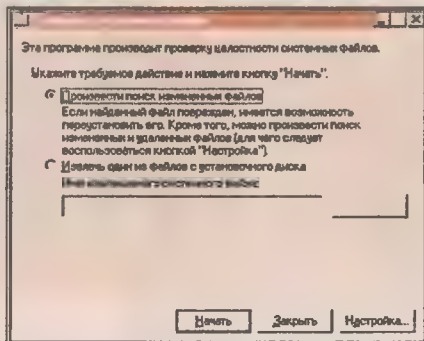 Эта программа производит проверку целостности системных файлов.
Укажите требуемое действие и нажмите кнопку "Начать".
Произвести поиск измененных файлов
Если найденный файл поврежден, имеется возможность
переустановить его. Кроме того, можно произвести поиск
измененных и удаленных файлов (для чего следует
воспользоваться кнопкой "Настройка").
Извлечь один из файлов с установочного диска
Начать
Закрыть
Настройка...